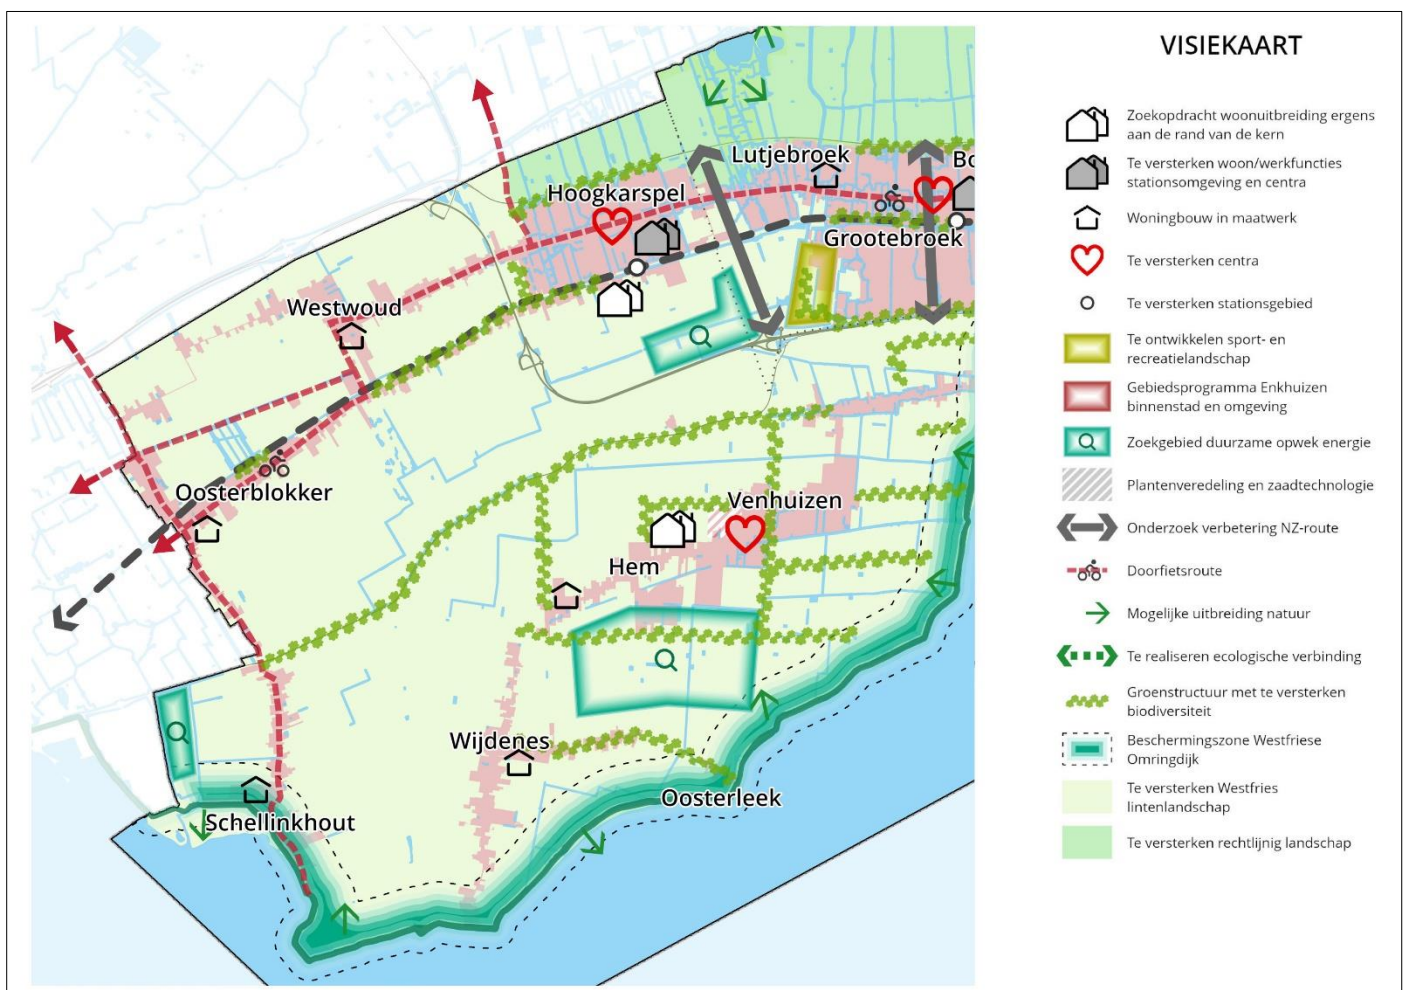 VISIEKAART
Zoekopdracht woonuitbreiding ergens
aan de rand van de kern
Te versterken woon/werkfuncties
stationsomgeving en centra
Woningbouw in maatwerk
Te versterken centra
Te versterken stationsgebied
Te ontwikkelen sport- en
recreatielandschap
Gebiedsprogramma Enkhuizen
binnenstad en omgeving
Zoekgebied duurzame opwek energie
Plantenveredeling en zaadtechnologie
Onderzoek verbetering NZ-route
Doorfietsroute
Mogelijke uitbreiding natuur
Te realiseren ecologische verbinding
Groenstructuur met te versterken
biodiversiteit
Beschermingszone Westfriese
Omringdijk
Te versterken Westfries
lintenlandschap
Te versterken rechtlijnig landschap
Lutjebroek
Bo
Hoogkarspel
Grootebroek
Westwoud
Oosterblokker
Venhuizen
Hem
Wijdenes
Oosterleek
Schellinkhout